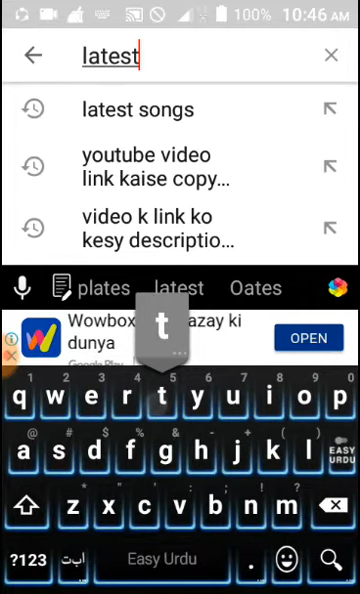 100% 10:46 AM
latest
latest songs
youtube video
link kaise copy...
video k link ko
kesy descriptio...
plates latest Oates
t
Wowbox azay ki
dunya
OPEN
Google Play
1 2 3 4 5 6 7 8 9 0
q w e r t y u i o p
@ # $ % & - + ( )
a s d f g h j k l EASY
URDU
* " ' : ; ! ?
z x c v b n m
?123 ا ب ت Easy Urdu .